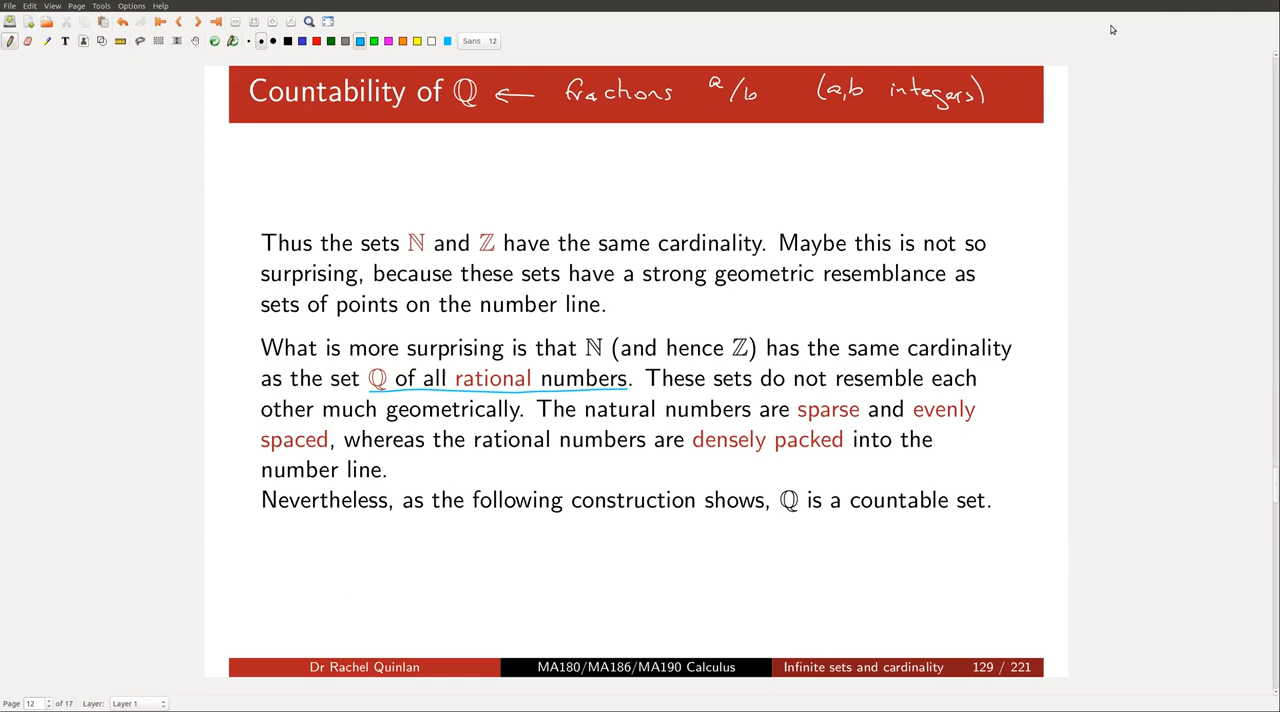 File Edit View Page Tools Options Help
Sans 12
Countability of ℚ ← fractions a/b (a,b integers)
Thus the sets ℕ and ℤ have the same cardinality. Maybe this is not so
surprising, because these sets have a strong geometric resemblance as
sets of points on the number line.
What is more surprising is that ℕ (and hence ℤ) has the same cardinality
as the set ℚ of all rational numbers. These sets do not resemble each
other much geometrically. The natural numbers are sparse and evenly
spaced, whereas the rational numbers are densely packed into the
number line.
Nevertheless, as the following construction shows, ℚ is a countable set.
Dr Rachel Quinlan MA180/MA186/MA190 Calculus Infinite sets and cardinality 129 / 221
Page 12 of 17 Layer: Layer 1